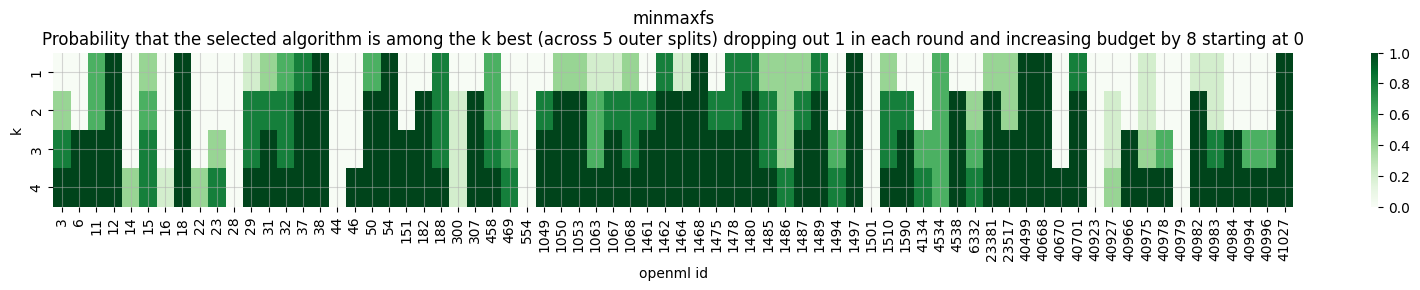 minmaxfs
Probability that the selected algorithm is among the k best (across 5 outer splits) dropping out 1 in each round and increasing budget by 8 starting at 0
k
1
2
3
4
3 6 11 12 14 15 16 18 22 23 28 29 31 32 37 38 44 46 50 54 151 182 188 300 307 458 469 554 1049 1050 1053 1063 1067 1068 1461 1462 1464 1468 1475 1478 1480 1485 1486 1487 1489 1494 1497 1501 1510 1590 4134 4534 4538 6332 23381 23517 40499 40668 40670 40701 40923 40927 40966 40975 40978 40979 40982 40983 40984 40994 40996 41027
openml id
1.0
0.8
0.6
0.4
0.2
0.0